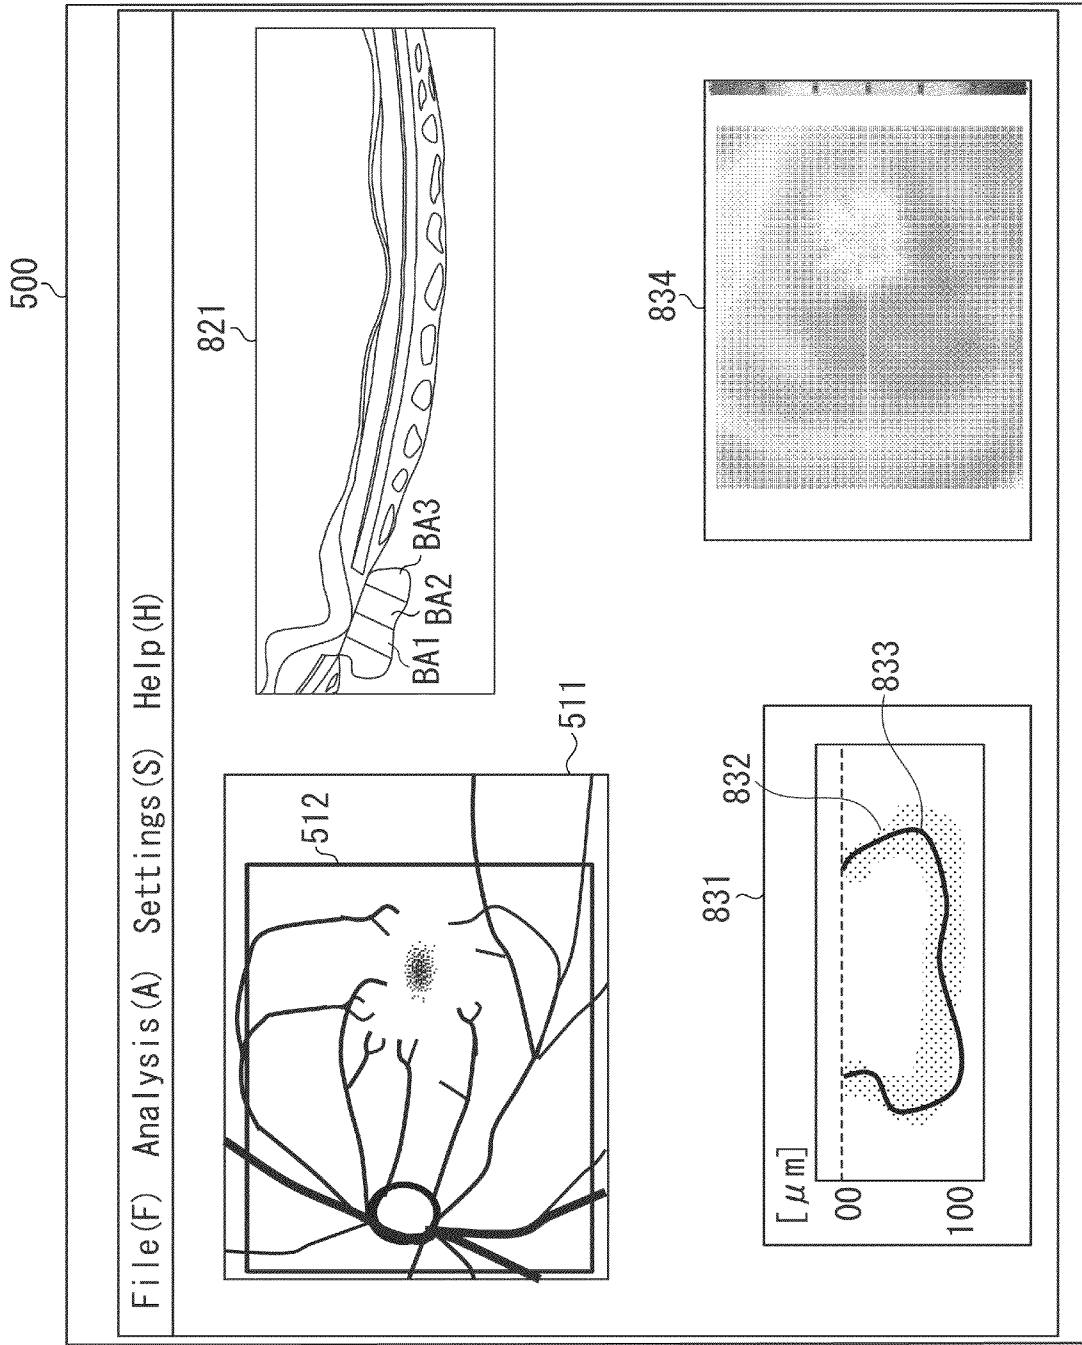 500
File(F) Analysis(A) Settings(S) Help(H)
512
511
821
BA1
BA2
BA3
831
832
833
[μm]
00
100
834